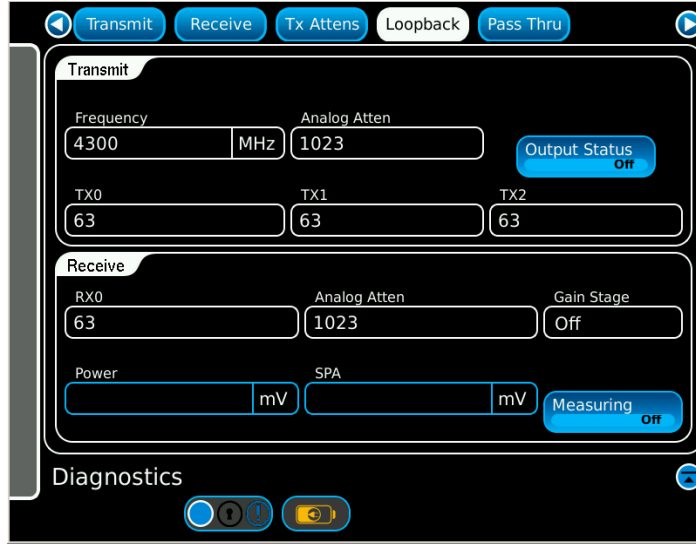 Transmit Receive Tx Attens Loopback Pass Thru
Transmit
Frequency Analog Atten
4300 MHz 1023 Output Status
Off
TX0 TX1 TX2
63 63 63
Receive
RX0 Analog Atten Gain Stage
63 1023 Off
Power SPA
mV mV Measuring
Off
Diagnostics